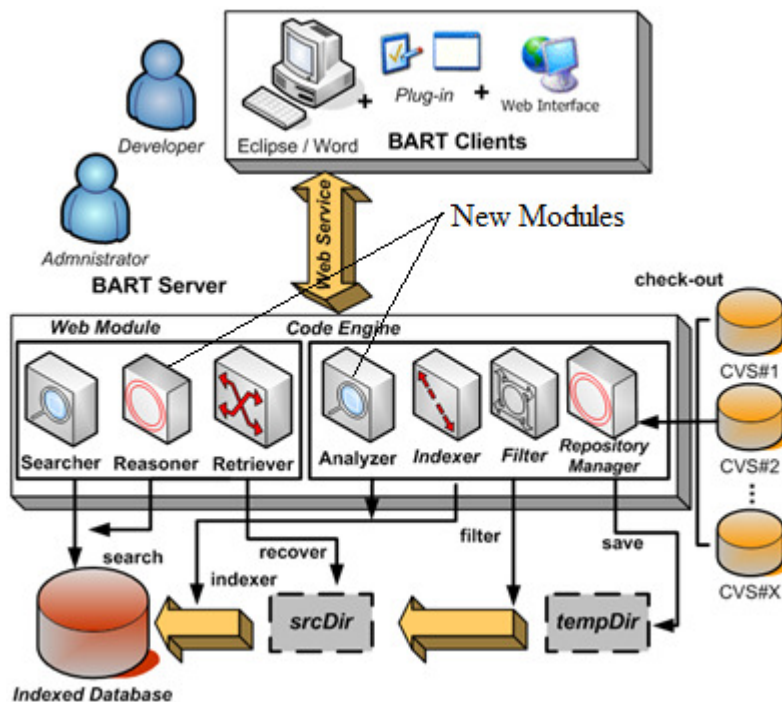 Developer
Plug-in
Web Interface
Eclipse / Word
BART Clients
Admnistrator
BART Server
Web Service
New Modules
check-out
Web Module
Code Engine
CVS#1
Searcher
Reasoner
Retriever
Analyzer
Indexer
Filter
Repository
Manager
CVS#2
search
recover
filter
save
indexer
srcDir
tempDir
CVS#X
Indexed Database